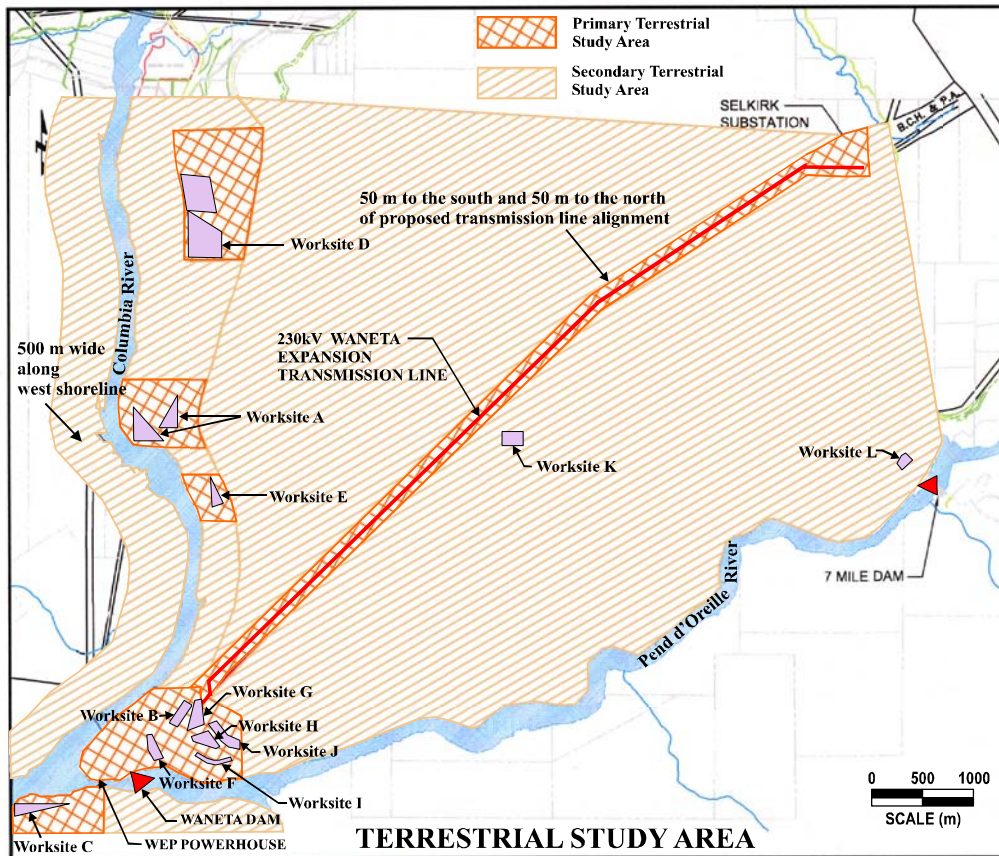 Primary Terrestrial
Study Area
Secondary Terrestrial
Study Area
SELKIRK
SUBSTATION
B.C.H. & P.A.
50 m to the south and 50 m to the north
of proposed transmission line alignment
Worksite D
Columbia River
230kV WANETA
EXPANSION
TRANSMISSION LINE
500 m wide
along
west shoreline
Worksite A
Worksite K
Worksite L
Worksite E
7 MILE DAM
Pend d'Oreille River
Worksite G
Worksite B
Worksite H
Worksite J
Worksite F
Worksite I
WANETA DAM
WEP POWERHOUSE
Worksite C
0 500 1000
SCALE (m)
TERRESTRIAL STUDY AREA